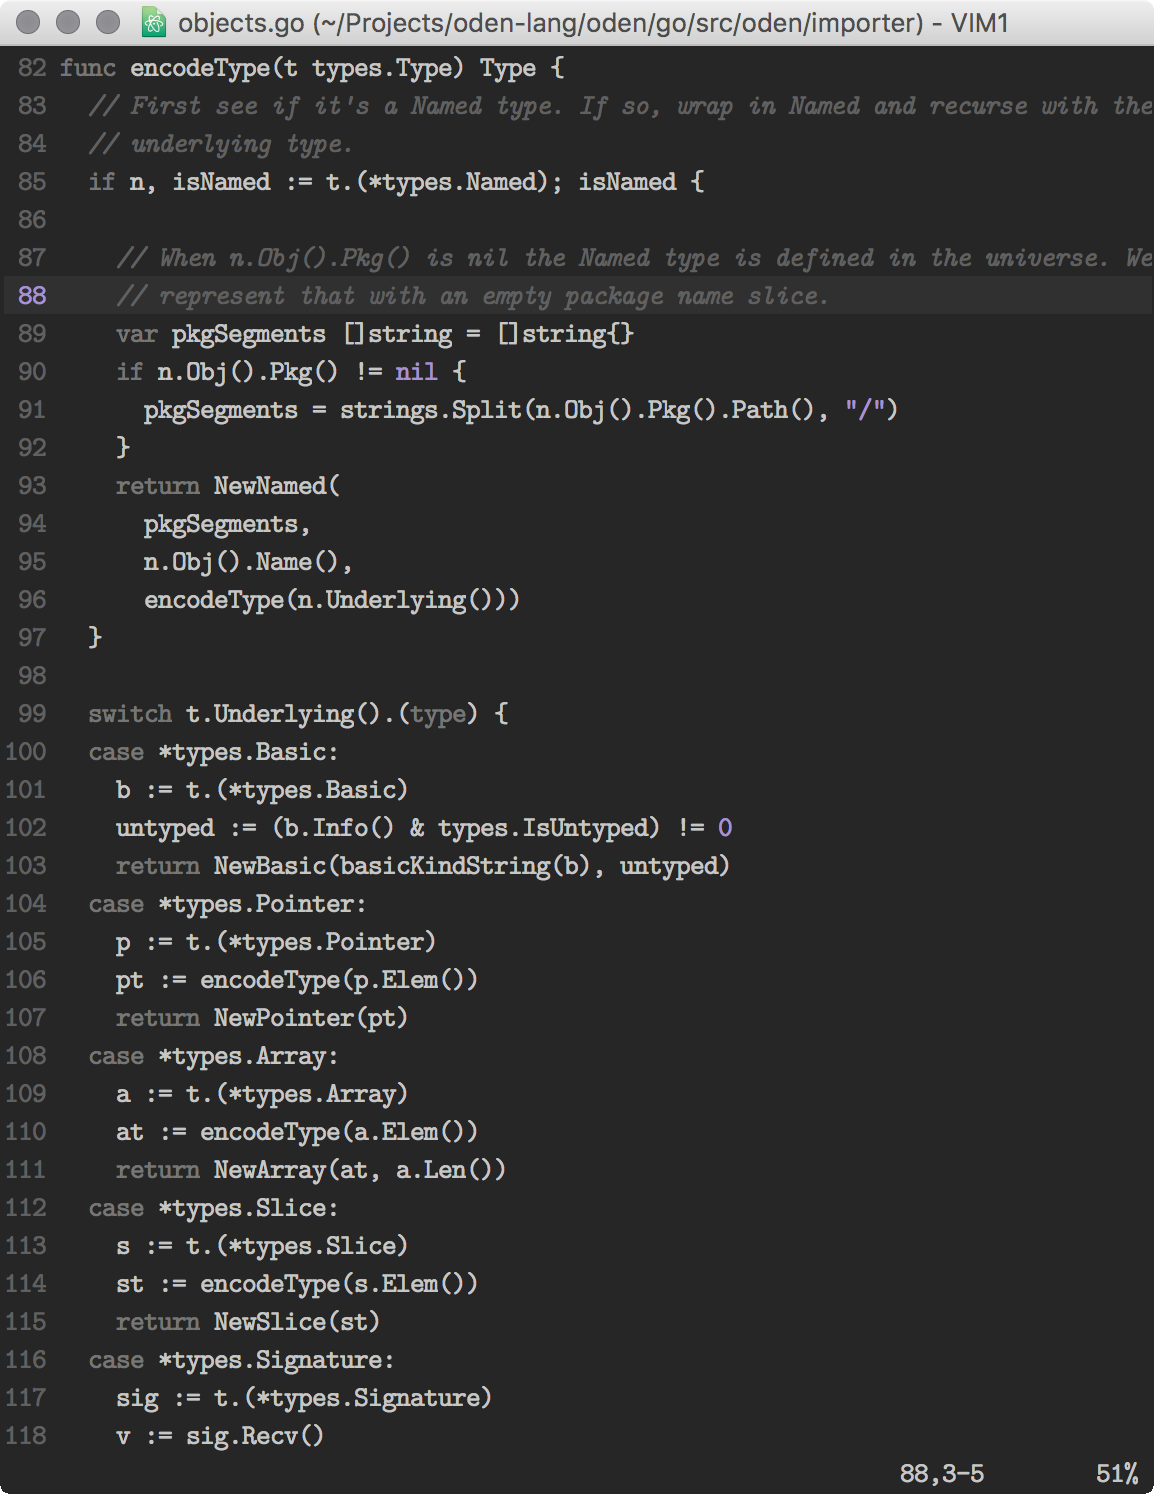 objects.go (~/Projects/oden-lang/oden/go/src/oden/importer) - VIM1
82 func encodeType(t types.Type) Type {
83   // First see if it's a Named type. If so, wrap in Named and recurse with the
84   // underlying type.
85   if n, isNamed := t.(*types.Named); isNamed {
86
87     // When n.Obj().Pkg() is nil the Named type is defined in the universe. We
88     // represent that with an empty package name slice.
89     var pkgSegments []string = []string{}
90     if n.Obj().Pkg() != nil {
91       pkgSegments = strings.Split(n.Obj().Pkg().Path(), "/")
92     }
93     return NewNamed(
94       pkgSegments,
95       n.Obj().Name(),
96       encodeType(n.Underlying()))
97   }
98
99   switch t.Underlying().(type) {
100   case *types.Basic:
101     b := t.(*types.Basic)
102     untyped := (b.Info() & types.IsUntyped) != 0
103     return NewBasic(basicKindString(b), untyped)
104   case *types.Pointer:
105     p := t.(*types.Pointer)
106     pt := encodeType(p.Elem())
107     return NewPointer(pt)
108   case *types.Array:
109     a := t.(*types.Array)
110     at := encodeType(a.Elem())
111     return NewArray(at, a.Len())
112   case *types.Slice:
113     s := t.(*types.Slice)
114     st := encodeType(s.Elem())
115     return NewSlice(st)
116   case *types.Signature:
117     sig := t.(*types.Signature)
118     v := sig.Recv()
88,3-5 51%